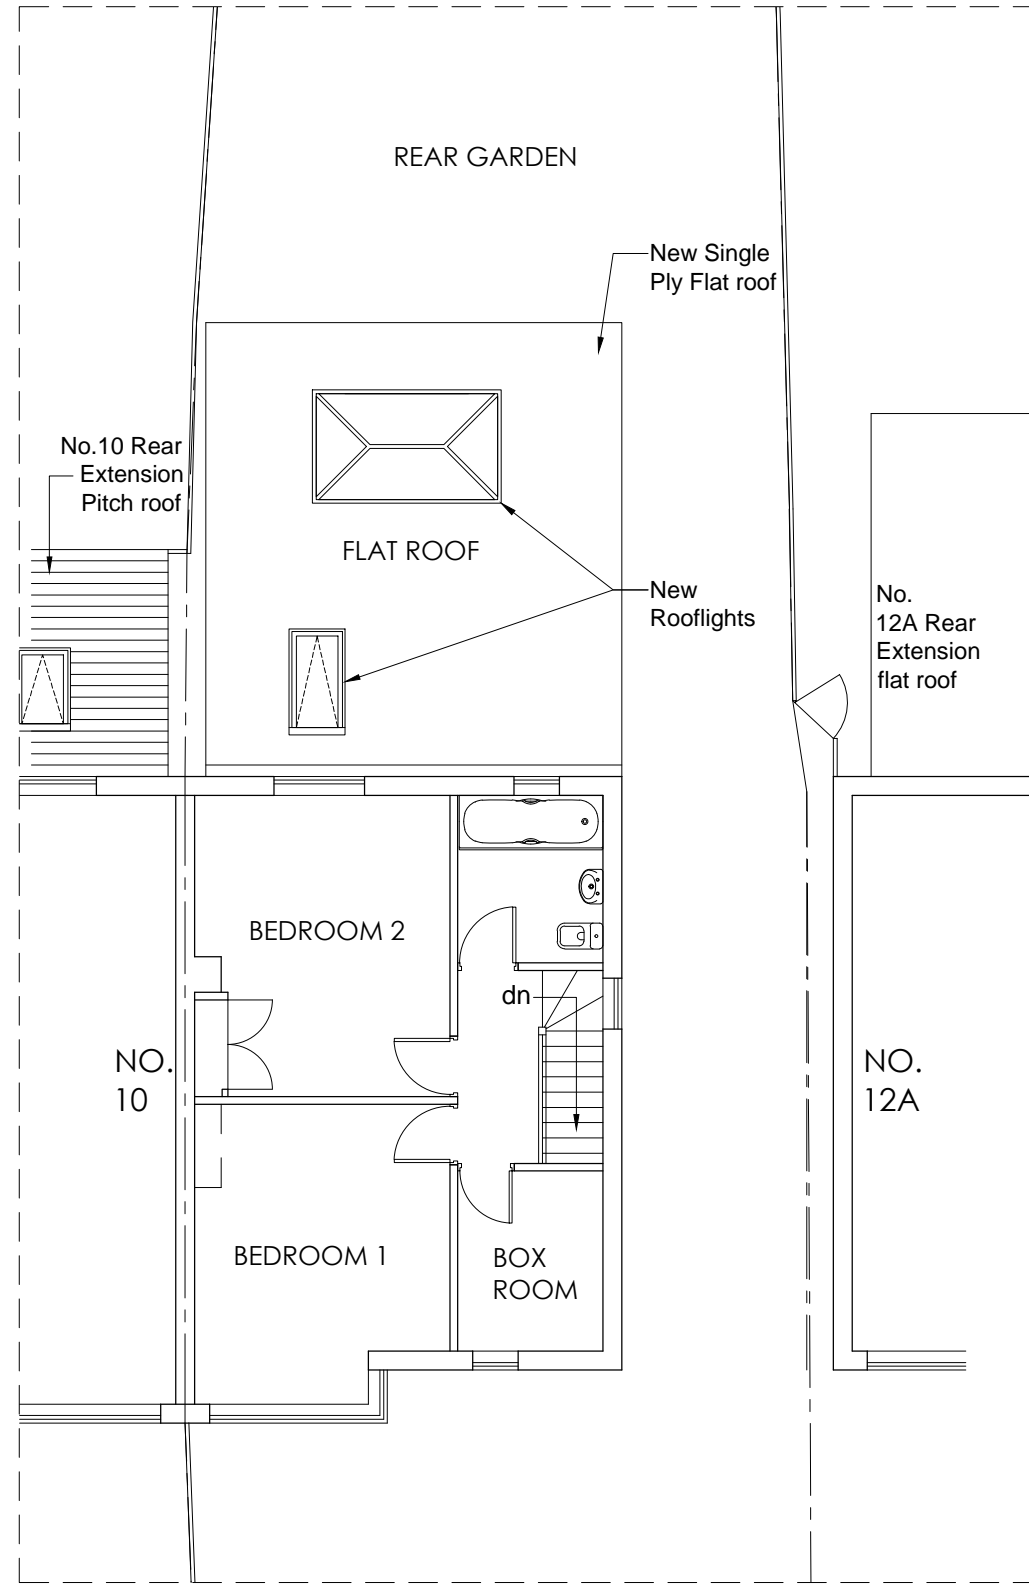 REAR GARDEN
New Single
Ply Flat roof
No.10 Rear
Extension
Pitch roof
FLAT ROOF
New
Rooflights
No.
12A Rear
Extension
flat roof
BEDROOM 2
dn
NO.
10
NO.
12A
BEDROOM 1
BOX
ROOM